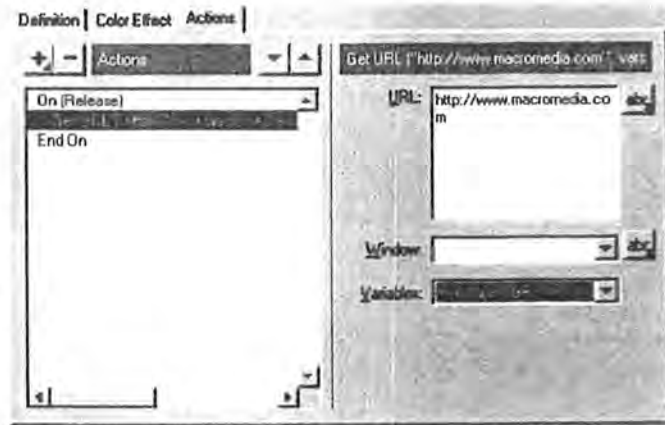 Definition Color Effect Actions
+ - Actions
Get URL ("http://www.macromedia.com", vars
On (Release)
End On
URL: http://www.macromedia.co
m
abc
Window:
abc
Variables: